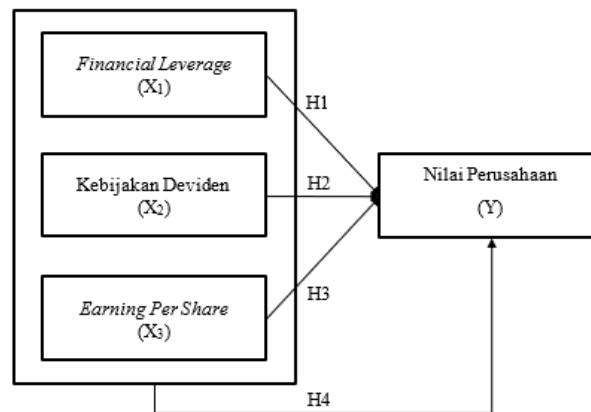 Financial Leverage
(X1)
H1
Kebijakan Deviden
(X2)
H2
Nilai Perusahaan
(Y)
H3
Earning Per Share
(X3)
H4